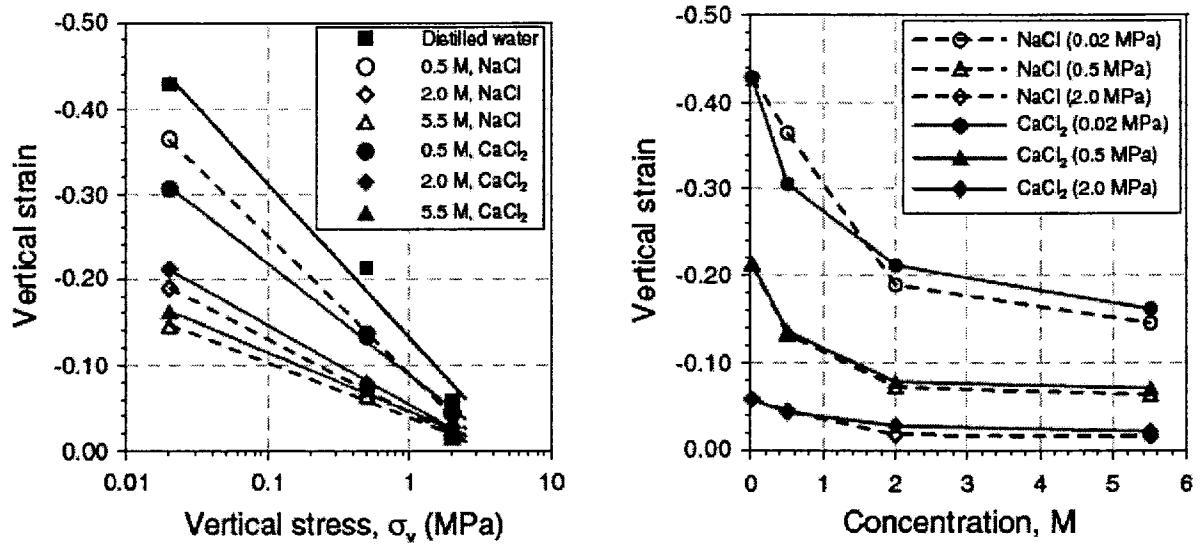 -0.50
-0.40
-0.30
-0.20
-0.10
0.00
Vertical strain
0.01
0.1
1
10
Vertical stress, σv (MPa)
Distilled water
0.5 M, NaCl
2.0 M, NaCl
5.5 M, NaCl
0.5 M, CaCl2
2.0 M, CaCl2
5.5 M, CaCl2
-0.50
-0.40
-0.30
-0.20
-0.10
0.00
Vertical strain
0
1
2
3
4
5
6
Concentration, M
NaCl (0.02 MPa)
NaCl (0.5 MPa)
NaCl (2.0 MPa)
CaCl2 (0.02 MPa)
CaCl2 (0.5 MPa)
CaCl2 (2.0 MPa)